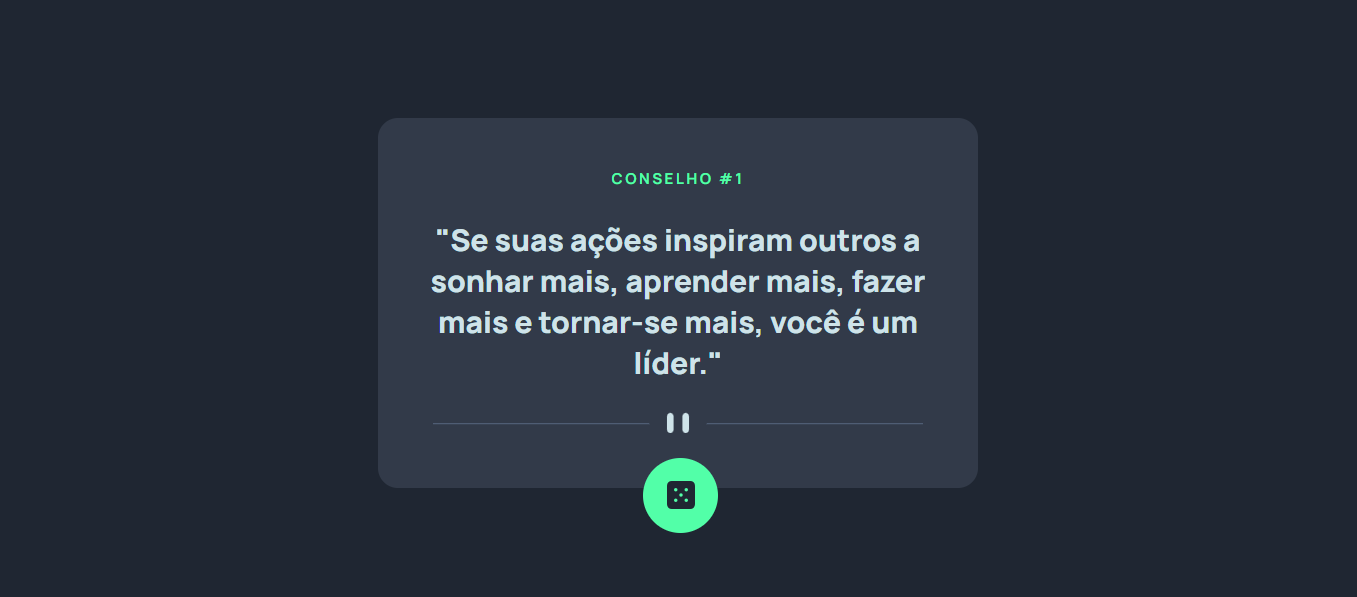 CONSELHO #1
"Se suas ações inspiram outros a
sonhar mais, aprender mais, fazer
mais e tornar-se mais, você é um
líder."